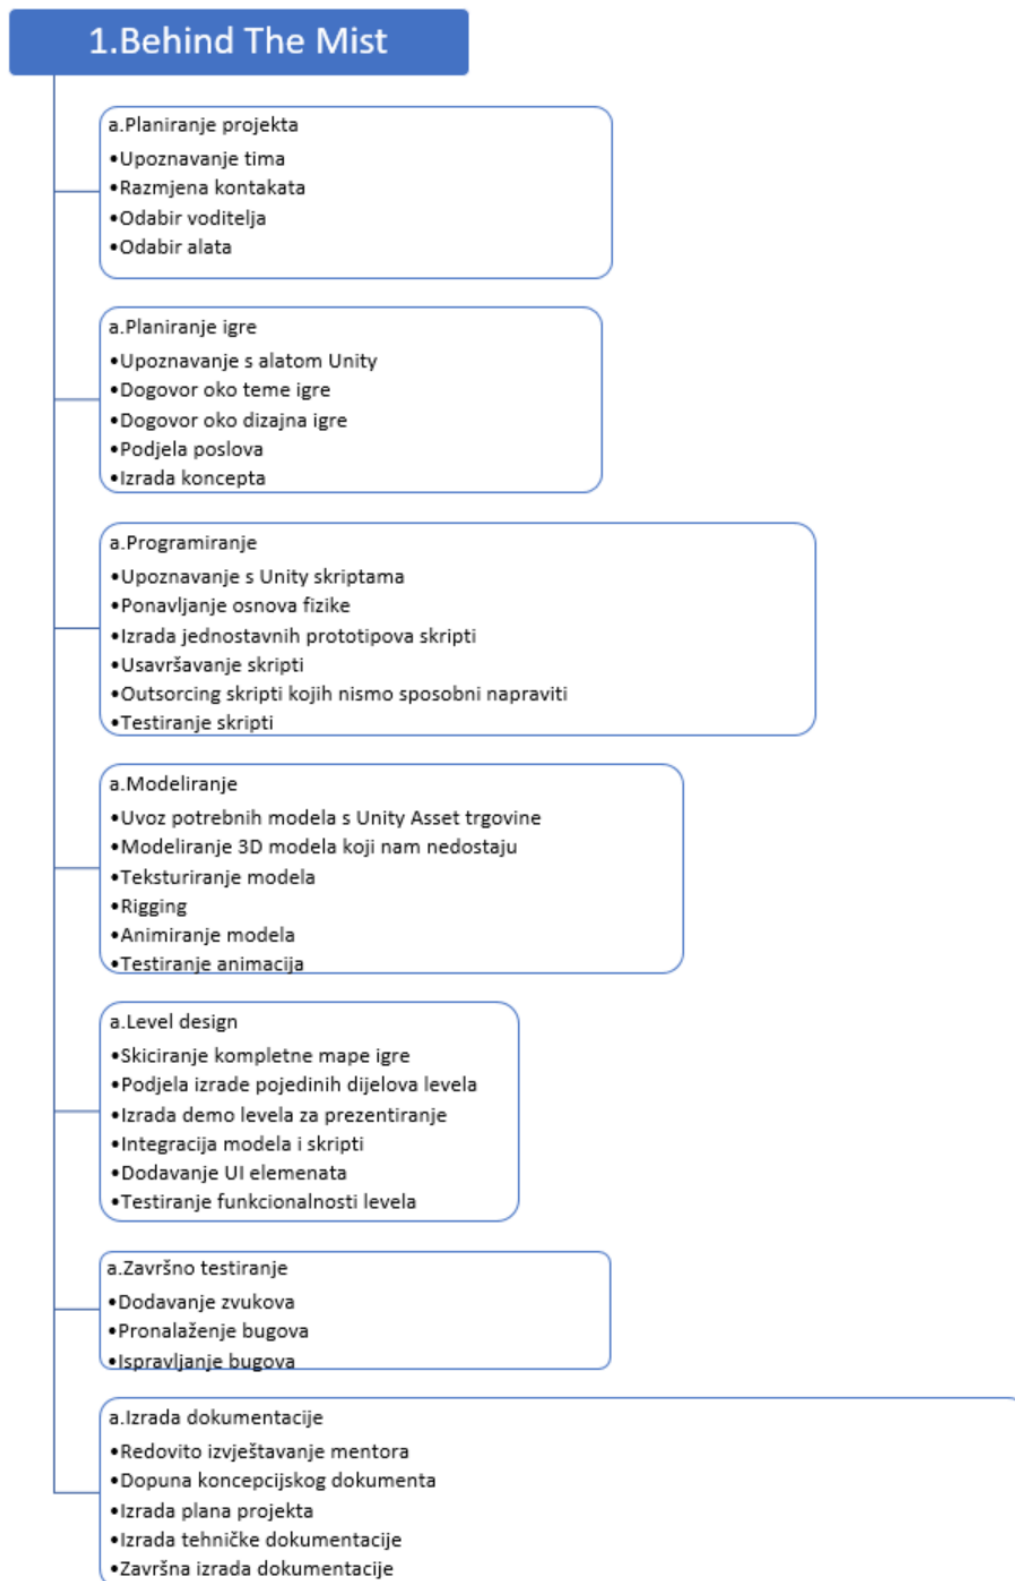 1.Behind The Mist
a.Planiranje projekta
•Upoznavanje tima
•Razmjena kontakata
•Odabir voditelja
•Odabir alata
a.Planiranje igre
•Upoznavanje s alatom Unity
•Dogovor oko teme igre
•Dogovor oko dizajna igre
•Podjela poslova
•Izrada koncepta
a.Programiranje
•Upoznavanje s Unity skriptama
•Ponavljanje osnova fizike
•Izrada jednostavnih prototipova skripti
•Usavršavanje skripti
•Outsorcing skripti kojih nismo sposobni napraviti
•Testiranje skripti
a.Modeliranje
•Uvoz potrebnih modela s Unity Asset trgovine
•Modeliranje 3D modela koji nam nedostaju
•Teksturiranje modela
•Rigging
•Animiranje modela
•Testiranje animacija
a.Level design
•Skiciranje kompletne mape igre
•Podjela izrade pojedinih dijelova levela
•Izrada demo levela za prezentiranje
•Integracija modela i skripti
•Dodavanje UI elemenata
•Testiranje funkcionalnosti levela
a.Završno testiranje
•Dodavanje zvukova
•Pronalaženje bugova
•Ispravljanje bugova
a.Izrada dokumentacije
•Redovito izvještavanje mentora
•Dopuna koncepcijskog dokumenta
•Izrada plana projekta
•Izrada tehničke dokumentacije
•Završna izrada dokumentacije